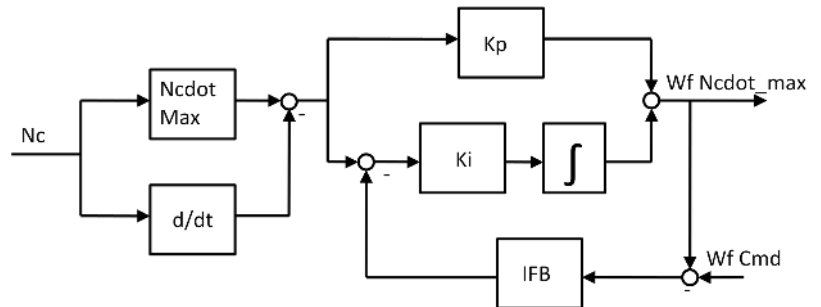 Nc
Ncdot
Max
d/dt
-
Kp
-
Ki
∫
Wf Ncdot_max
IFB
Wf Cmd
-